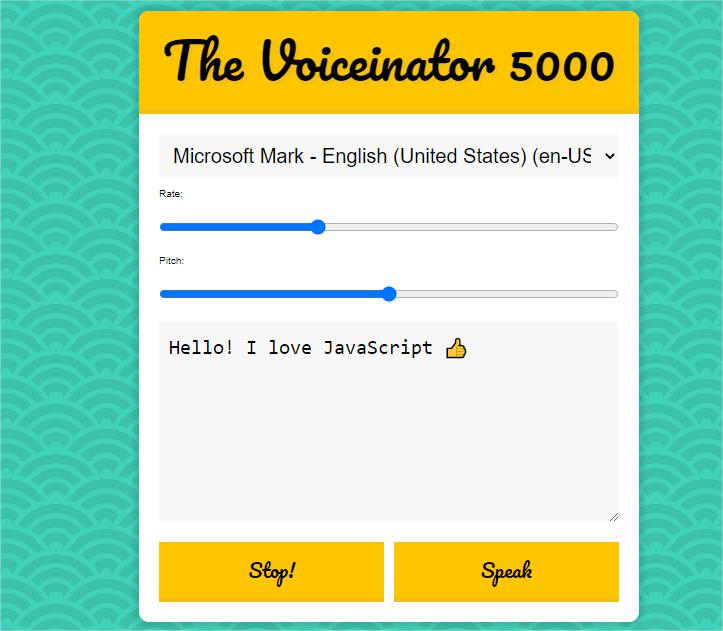 The Voiceinator 5000
Microsoft Mark - English (United States) (en-US
Rate:
Pitch:
Hello! I love JavaScript 👍
Stop!
Speak